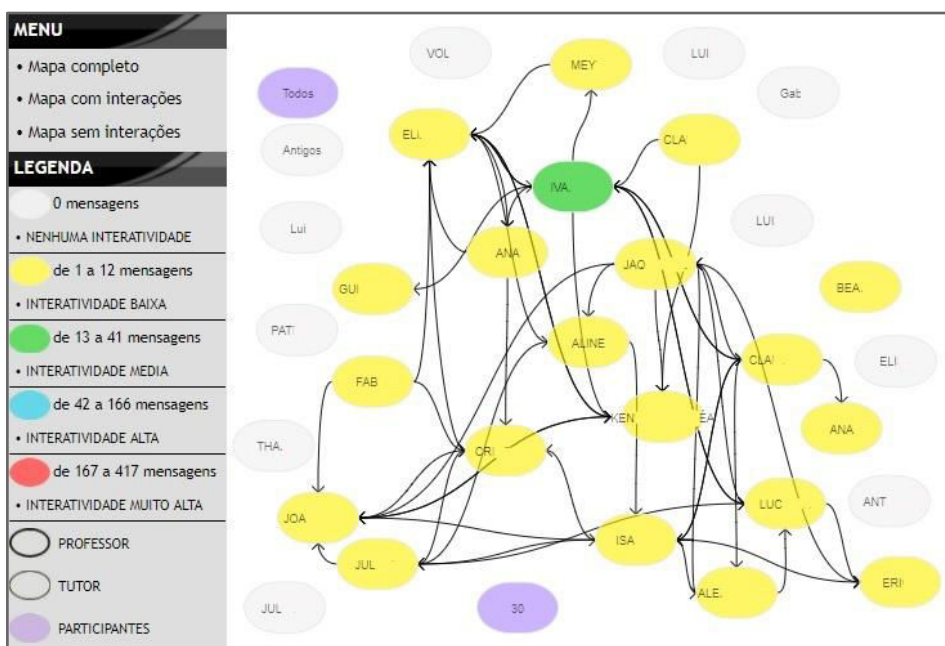 MENU
• Mapa completo
• Mapa com interações
• Mapa sem interações
LEGENDA
0 mensagens
• NENHUMA INTERATIVIDADE
de 1 a 12 mensagens
• INTERATIVIDADE BAIXA
de 13 a 41 mensagens
• INTERATIVIDADE MEDIA
de 42 a 166 mensagens
• INTERATIVIDADE ALTA
de 167 a 417 mensagens
• INTERATIVIDADE MUITO ALTA
PROFESSOR
TUTOR
PARTICIPANTES
VOL
MEY
LUI
Todos
Gab
ELI
CLA
Antigos
IVA
Lui
ANA
JAQ
LUI
GUI
BEA
PAT
ALINE
CLA
ELI
FAB
KEN
ANA
THA
CRI
JOA
LUC
ANT
ISA
JUL
ALE
ERI
JUL
30